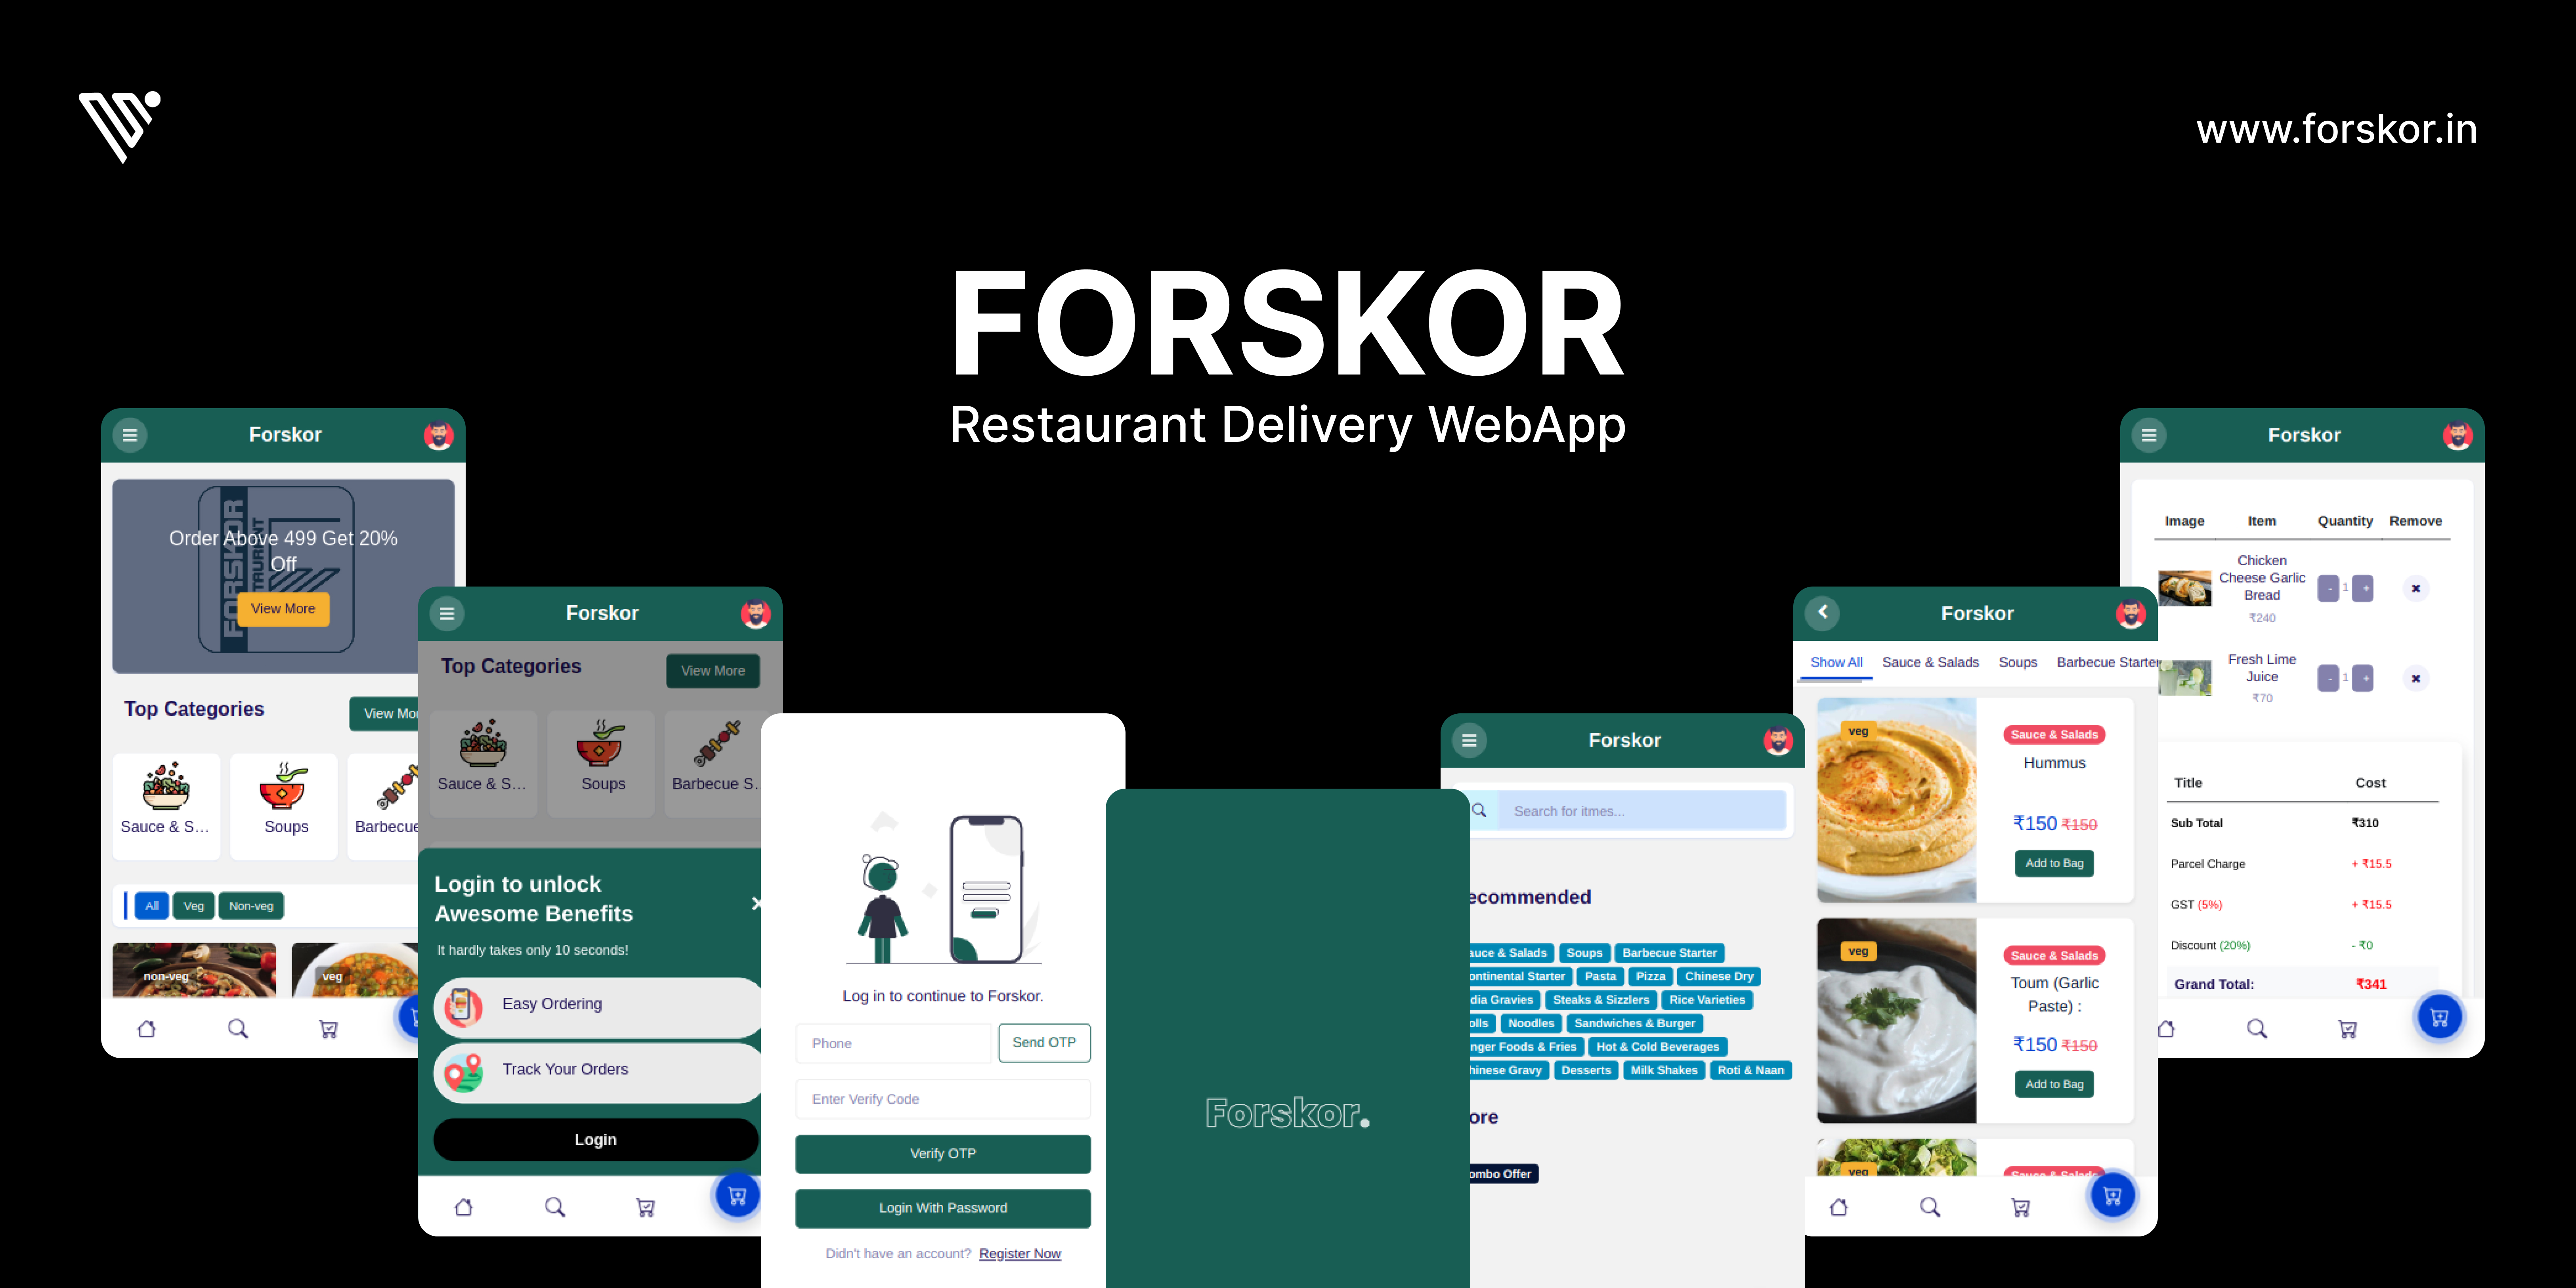 www.forskor.in
FORSKOR
Restaurant Delivery WebApp
Forskor
FORSKOR
Order Above 499 Get 20%
Off
View More
Top Categories
View Mor
Sauce & S...
Soups
Barbecue
All
Veg
Non-veg
non-veg
veg
Forskor
Top Categories
View More
Sauce & S...
Soups
Barbecue S...
Login to unlock
Awesome Benefits
It hardly takes only 10 seconds!
Easy Ordering
Track Your Orders
Login
Log in to continue to Forskor.
Phone
Send OTP
Enter Verify Code
Verify OTP
Login With Password
Didn't have an account? Register Now
Forskor.
Forskor
Search for itmes...
ecommended
auce & Salads
Soups
Barbecue Starter
ontinental Starter
Pasta
Pizza
Chinese Dry
dia Gravies
Steaks & Sizzlers
Rice Varieties
olls
Noodles
Sandwiches & Burger
nger Foods & Fries
Hot & Cold Beverages
hinese Gravy
Desserts
Milk Shakes
Roti & Naan
ore
ombo Offer
Forskor
Show All
Sauce & Salads
Soups
Barbecue Starter
veg
Sauce & Salads
Hummus
₹150 ₹150
Add to Bag
veg
Sauce & Salads
Toum (Garlic
Paste) :
₹150 ₹150
Add to Bag
veg
Sauce & Salads
Forskor
Image Item Quantity Remove
Chicken
Cheese Garlic
Bread
₹240
- 1 +
Fresh Lime
Juice
₹70
- 1 +
Title Cost
Sub Total ₹310
Parcel Charge + ₹15.5
GST (5%) + ₹15.5
Discount (20%) - ₹0
Grand Total: ₹341